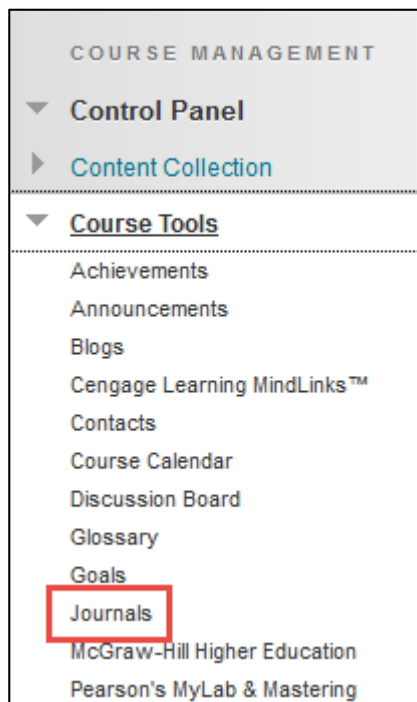 COURSE MANAGEMENT
Control Panel
Content Collection
Course Tools
Achievements
Announcements
Blogs
Cengage Learning MindLinks™
Contacts
Course Calendar
Discussion Board
Glossary
Goals
Journals
McGraw-Hill Higher Education
Pearson's MyLab & Mastering